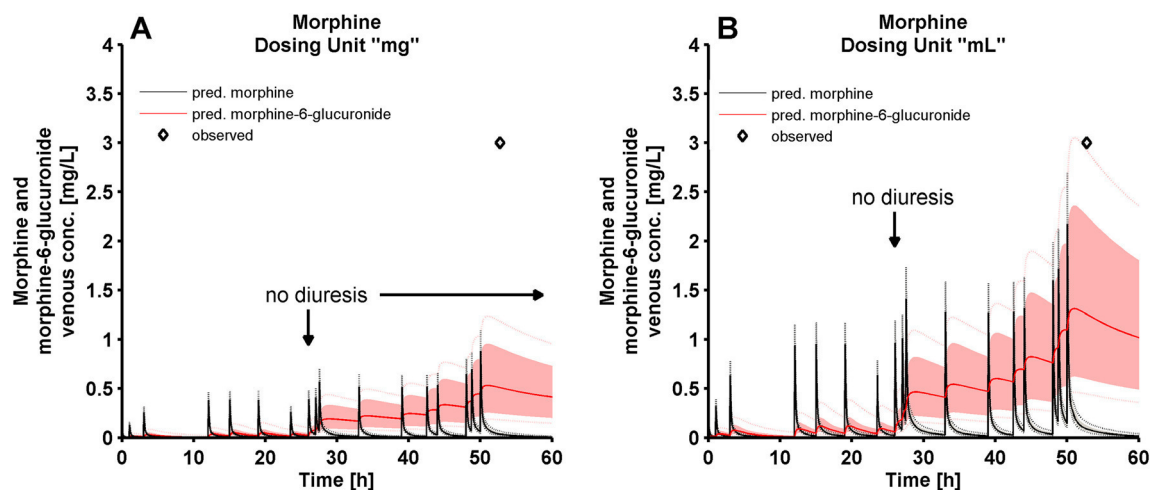 A
Morphine
Dosing Unit "mg"
4
3.5
3
2.5
2
1.5
1
0.5
0
pred. morphine
pred. morphine-6-glucuronide
observed
no diuresis
Morphine and
morphine-6-glucuronide
venous conc. [mg/L]
0 10 20 30 40 50 60
Time [h]
B
Morphine
Dosing Unit "mL"
4
3.5
3
2.5
2
1.5
1
0.5
0
pred. morphine
pred. morphine-6-glucuronide
observed
no diuresis
Morphine and
morphine-6-glucuronide
venous conc. [mg/L]
0 10 20 30 40 50 60
Time [h]